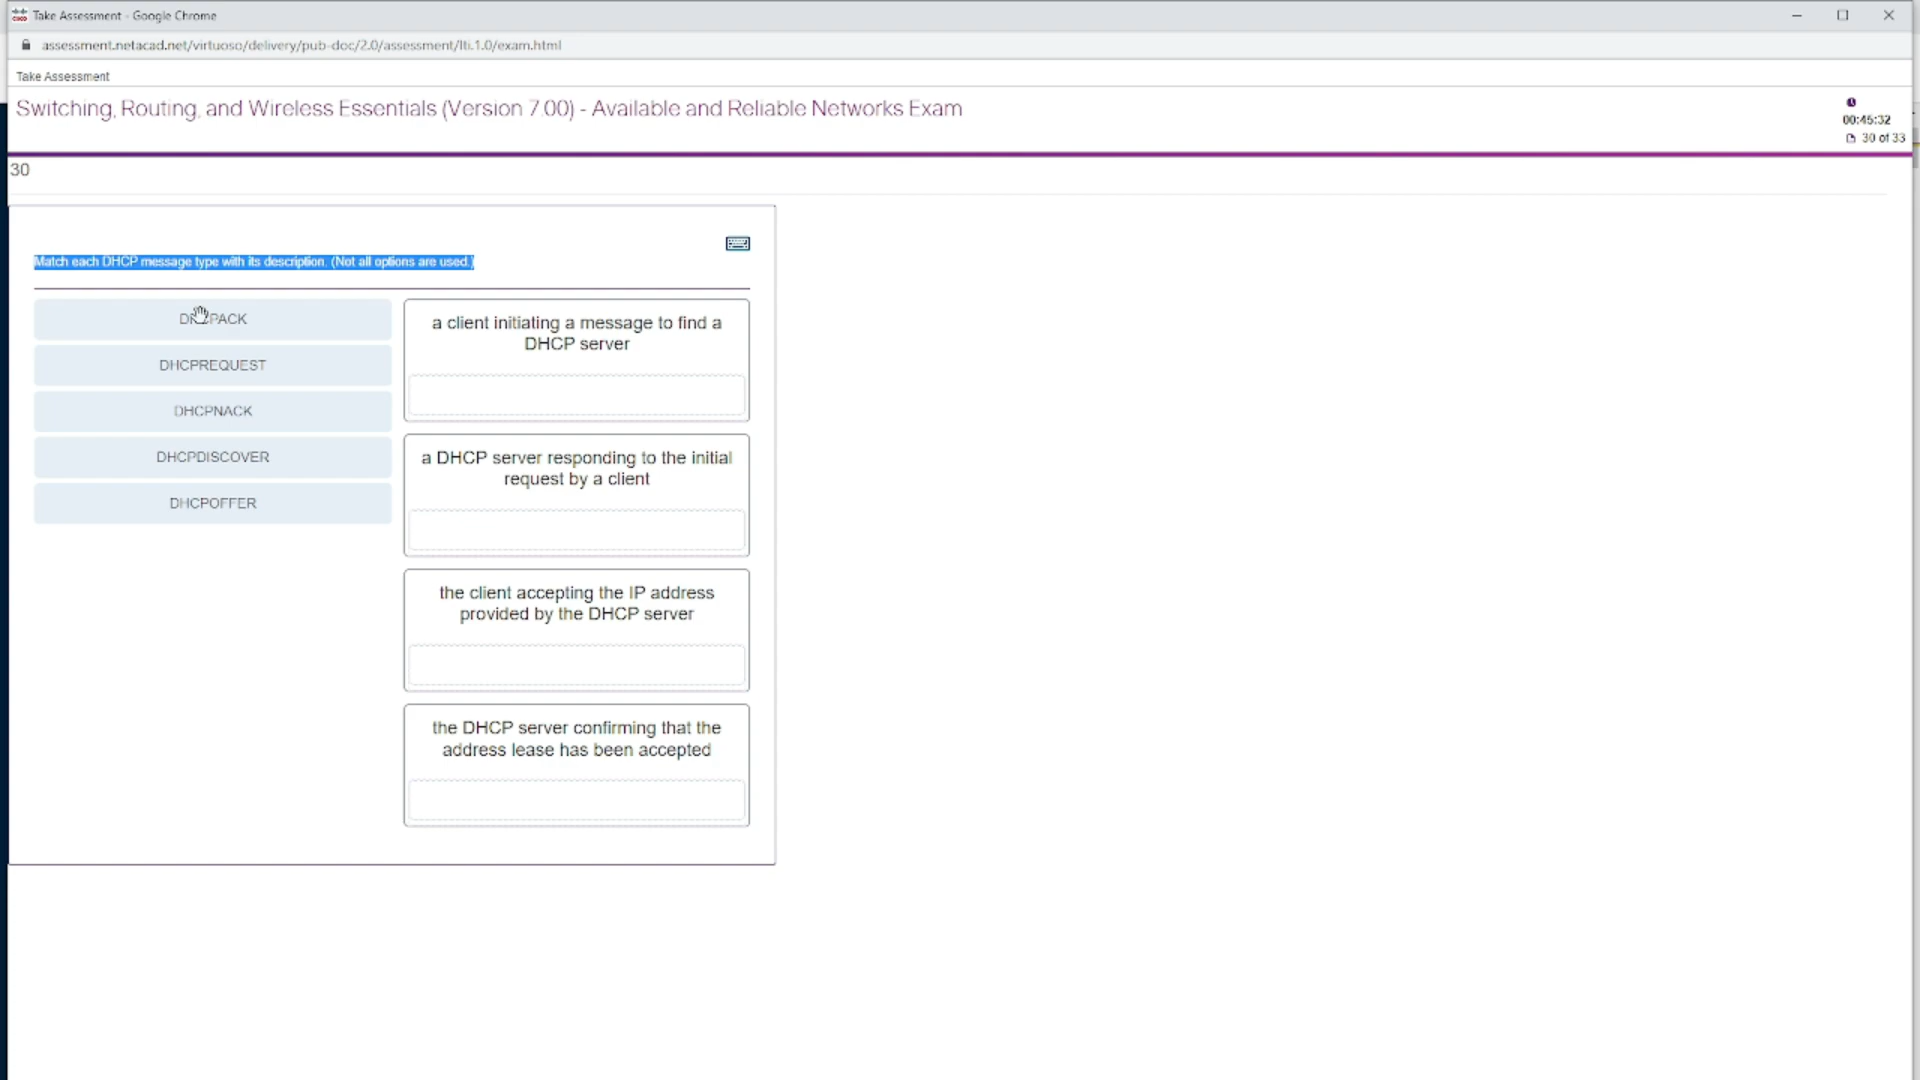 Take Assessment - Google Chrome
assessment.netacad.net/virtuoso/delivery/pub-doc/2.0/assessment/lti.1.0/exam.html
Take Assessment
Switching, Routing, and Wireless Essentials (Version 7.00) - Available and Reliable Networks Exam
00:45:32
30 of 33
30
Match each DHCP message type with its description. (Not all options are used.)
DHCPACK
DHCPREQUEST
DHCPNACK
DHCPDISCOVER
DHCPOFFER
a client initiating a message to find a
DHCP server
a DHCP server responding to the initial
request by a client
the client accepting the IP address
provided by the DHCP server
the DHCP server confirming that the
address lease has been accepted